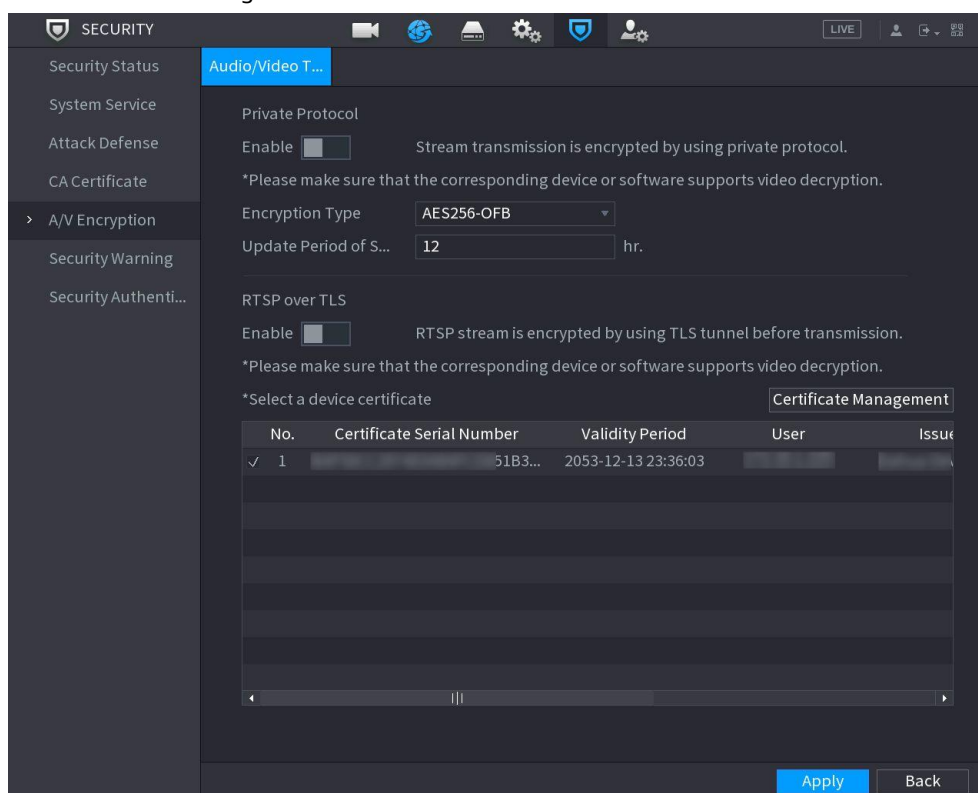 SECURITY
LIVE
Security Status
Audio/Video T...
System Service
Private Protocol
Attack Defense
Enable
Stream transmission is encrypted by using private protocol.
CA Certificate
*Please make sure that the corresponding device or software supports video decryption.
A/V Encryption
Encryption Type
AES256-OFB
Security Warning
Update Period of S...
12
hr.
Security Authenti...
RTSP over TLS
Enable
RTSP stream is encrypted by using TLS tunnel before transmission.
*Please make sure that the corresponding device or software supports video decryption.
*Select a device certificate
Certificate Management
No. Certificate Serial Number Validity Period User Issue
1 51B3... 2053-12-13 23:36:03
Apply Back